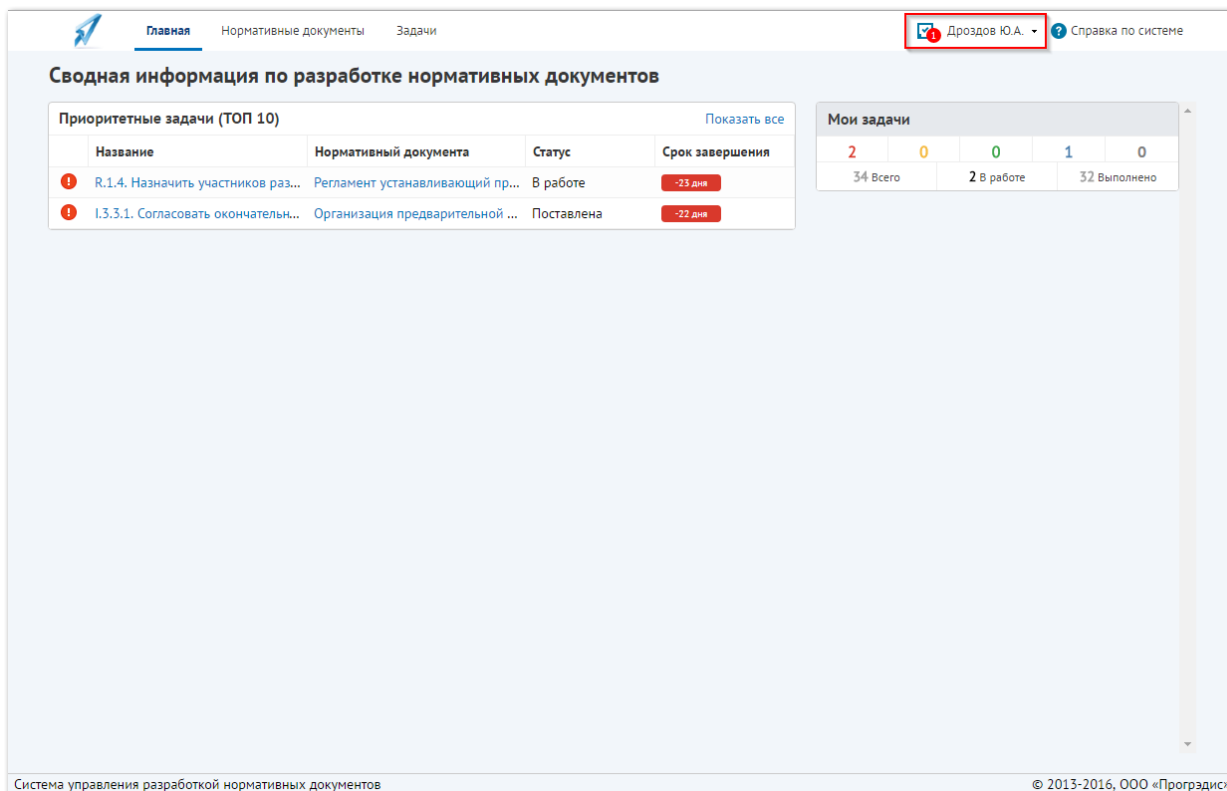 Главная Нормативные документы Задачи 1 Дроздов Ю.А. ? Справка по системе
Сводная информация по разработке нормативных документов
Приоритетные задачи (ТОП 10) Показать все
Название Нормативный документа Статус Срок завершения
! R.1.4. Назначить участников раз... Регламент устанавливающий пр... В работе -23 дня
! I.3.3.1. Согласовать окончательн... Организация предварительной ... Поставлена -22 дня
Мои задачи
2 0 0 1 0
34 Всего 2 В работе 32 Выполнено
Система управления разработкой нормативных документов © 2013-2016, ООО «Прогрэдис»